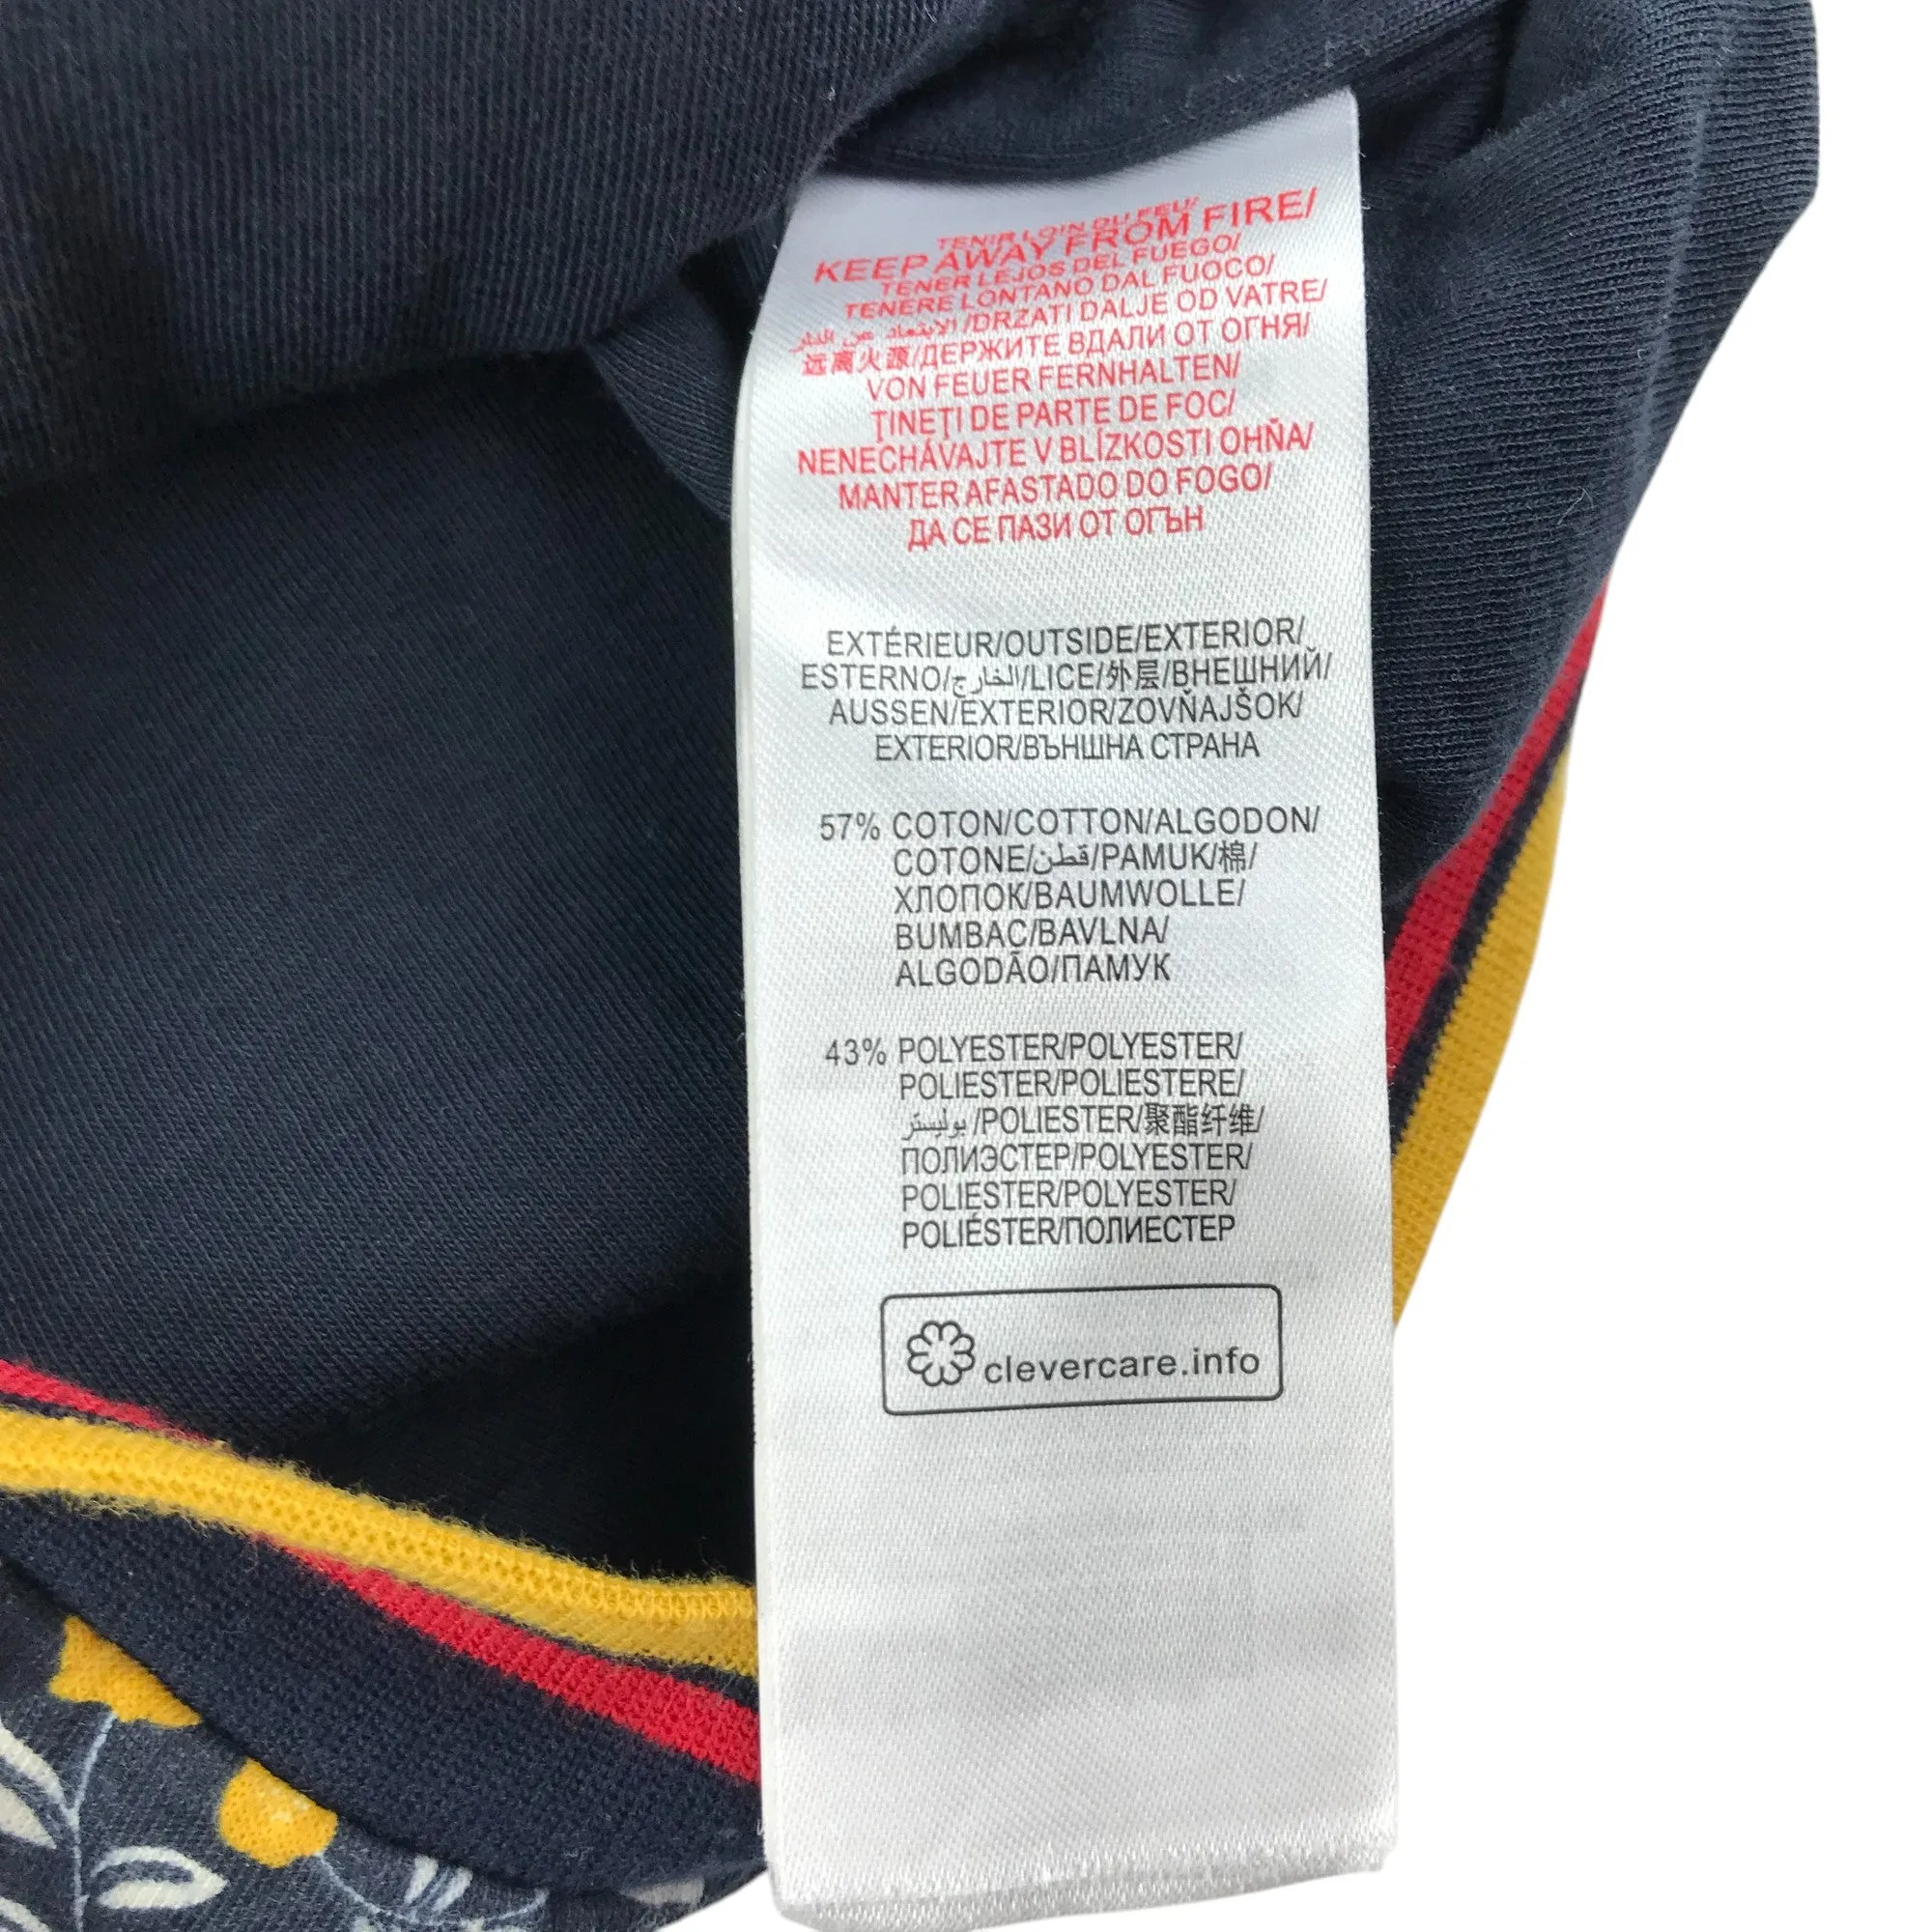 TENIR LOIN DU FEU/
KEEP AWAY FROM FIRE/
TENER LEJOS DEL FUEGO/
TENERE LONTANO DAL FUOCO/
الابتعاد عن النار/DRZATI DALJE OD VATRE/
远离火源/ДЕРЖИТЕ ВДАЛИ ОТ ОГНЯ/
VON FEUER FERNHALTEN/
ŢINEŢI DE PARTE DE FOC/
NENECHÁVAJTE V BLÍZKOSTI OHŇA/
MANTER AFASTADO DO FOGO/
ДА СЕ ПАЗИ ОТ ОГЪН
EXTÉRIEUR/OUTSIDE/EXTERIOR/
ESTERNO/الخارج/LICE/外层/ВНЕШНИЙ/
AUSSEN/EXTERIOR/ZOVŇAJŠOK/
EXTERIOR/ВЪНШНА СТРАНА
57% COTON/COTTON/ALGODON/
COTONE/قطن/PAMUK/棉/
ХЛОПОК/BAUMWOLLE/
BUMBAC/BAVLNA/
ALGODÃO/ПАМУК
43% POLYESTER/POLYESTER/
POLIESTER/POLIESTERE/
بوليستر/POLIESTER/聚酯纤维/
ПОЛИЭСТЕР/POLYESTER/
POLIESTER/POLYESTER/
POLIÉSTER/ПОЛИЕСТЕР
clevercare.info